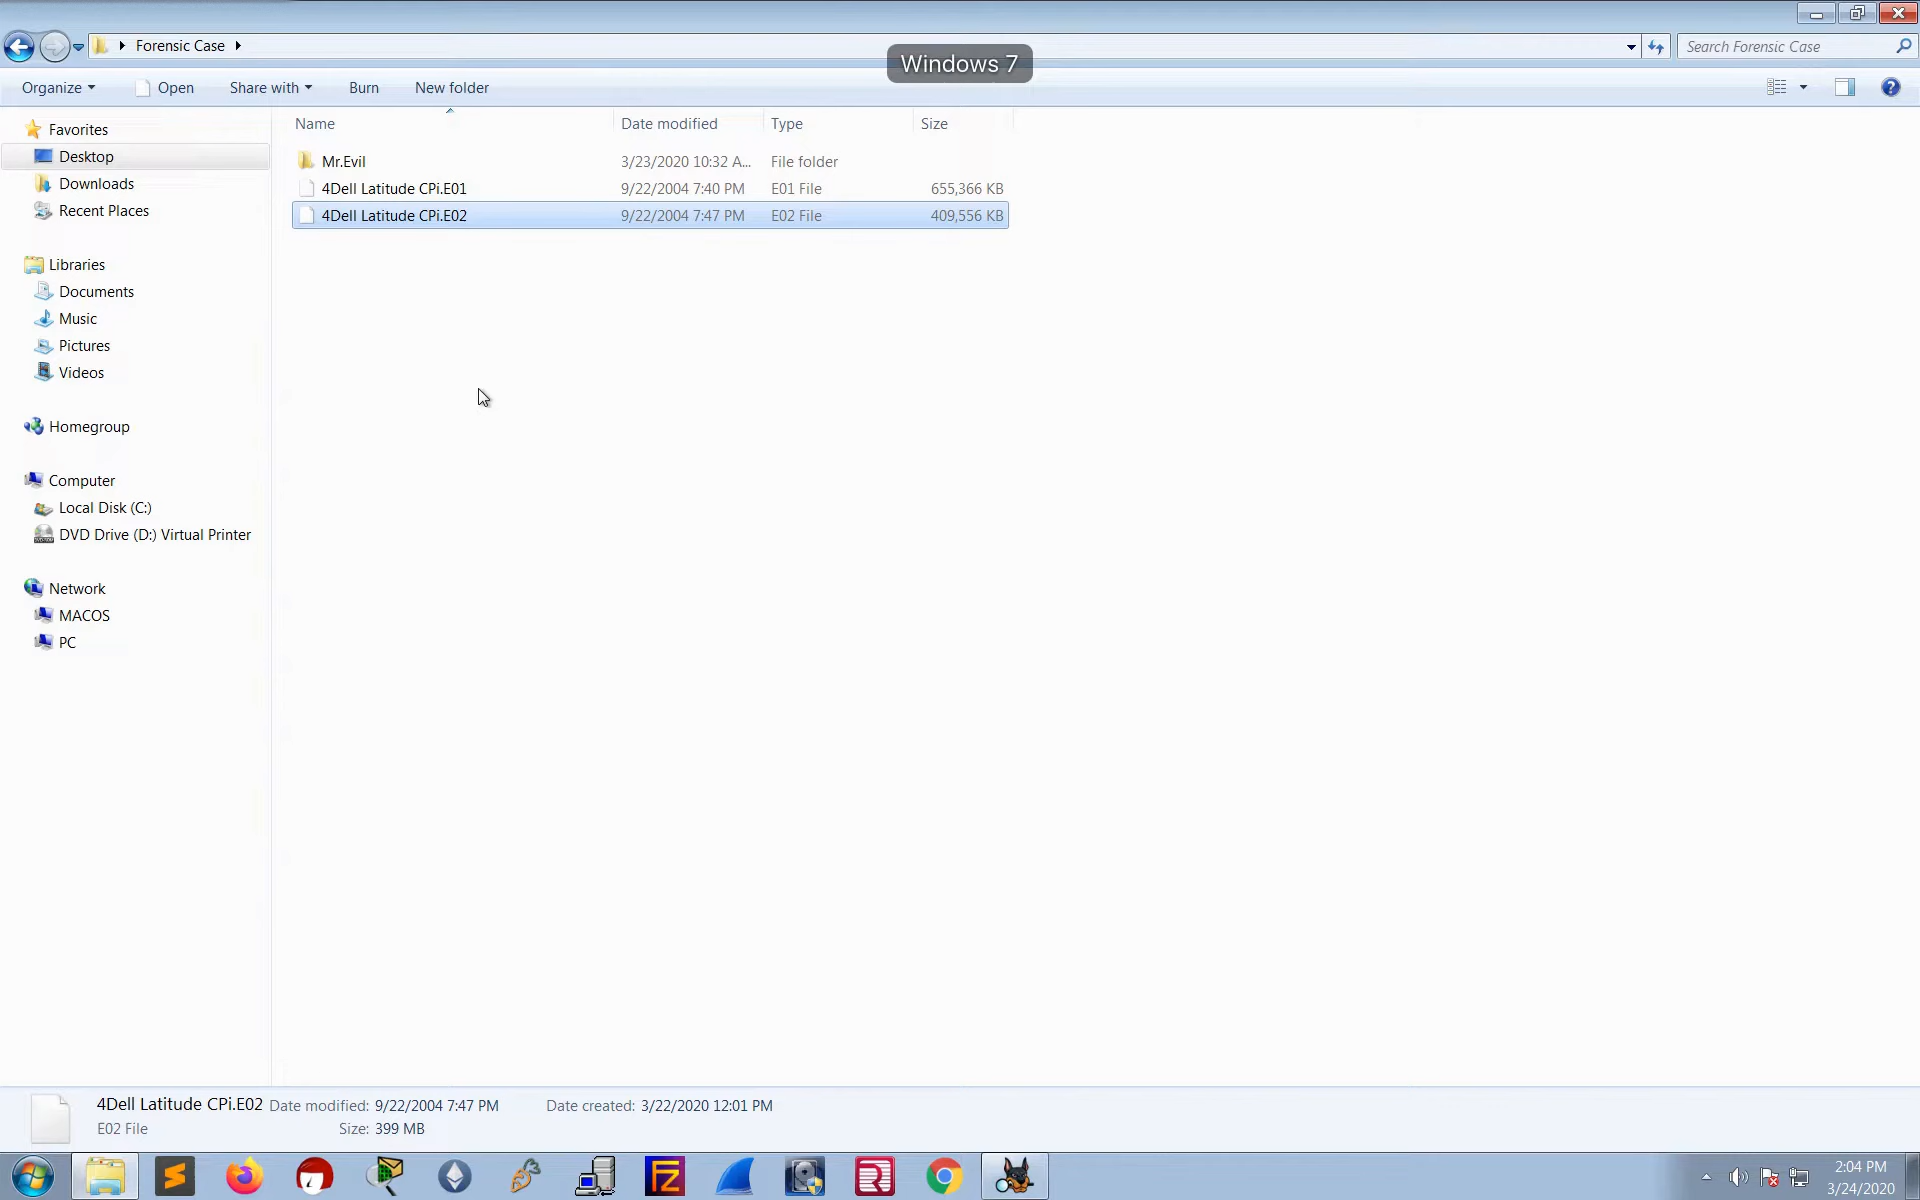 Forensic Case
Windows 7
Search Forensic Case
Organize Open Share with Burn New folder
Name Date modified Type Size
Favorites
Desktop
Downloads
Recent Places
Libraries
Documents
Music
Pictures
Videos
Homegroup
Computer
Local Disk (C:)
DVD Drive (D:) Virtual Printer
Network
MACOS
PC
Mr.Evil 3/23/2020 10:32 A... File folder
4Dell Latitude CPi.E01 9/22/2004 7:40 PM E01 File 655,366 KB
4Dell Latitude CPi.E02 9/22/2004 7:47 PM E02 File 409,556 KB
4Dell Latitude CPi.E02 Date modified: 9/22/2004 7:47 PM Date created: 3/22/2020 12:01 PM
E02 File Size: 399 MB
2:04 PM
3/24/2020